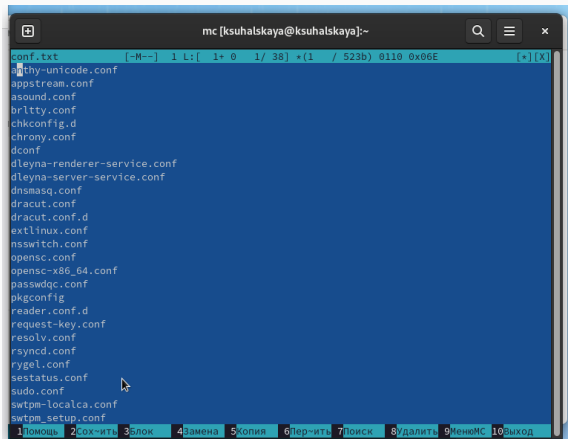 mc [ksuhalskaya@ksuhalskaya]:~
conf.txt [-M--] 1 L:[ 1+ 0 1/ 38] *(1 / 523b) 0110 0x06E [*][X]
anthy-unicode.conf
appstream.conf
asound.conf
brltty.conf
chkconfig.d
chrony.conf
dconf
dleyna-renderer-service.conf
dleyna-server-service.conf
dnsmasq.conf
dracut.conf
dracut.conf.d
extlinux.conf
nsswitch.conf
opensc.conf
opensc-x86_64.conf
passwdqc.conf
pkgconfig
reader.conf.d
request-key.conf
resolv.conf
rsyncd.conf
rygel.conf
sestatus.conf
sudo.conf
swtpm-localca.conf
swtpm_setup.conf
1Помощь 2Сох~ить 3Блок 4Замена 5Копия 6Пер~ить 7Поиск 8Удалить 9МенюMC 10Выход